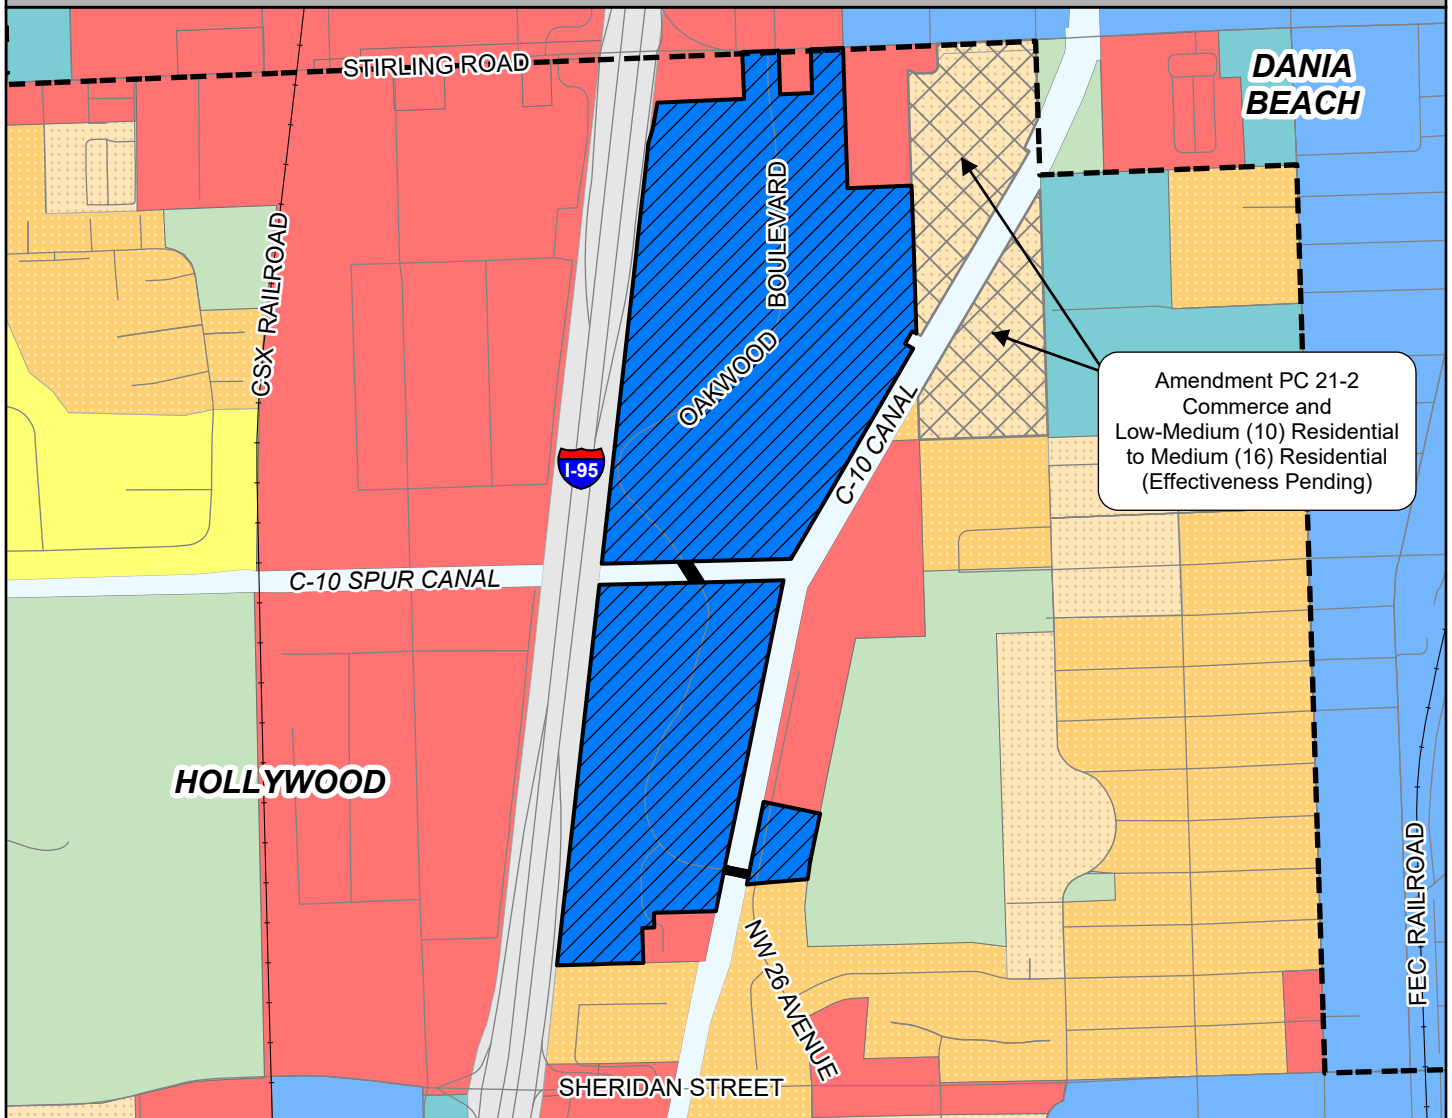 STIRLING ROAD
DANIA
BEACH
BOULEVARD
CSX RAILROAD
OAKWOOD
Amendment PC 21-2
Commerce and
Low-Medium (10) Residential
to Medium (16) Residential
(Effectiveness Pending)
C-10 CANAL
I-95
C-10 SPUR CANAL
HOLLYWOOD
FEC RAILROAD
NW 26 AVENUE
SHERIDAN STREET